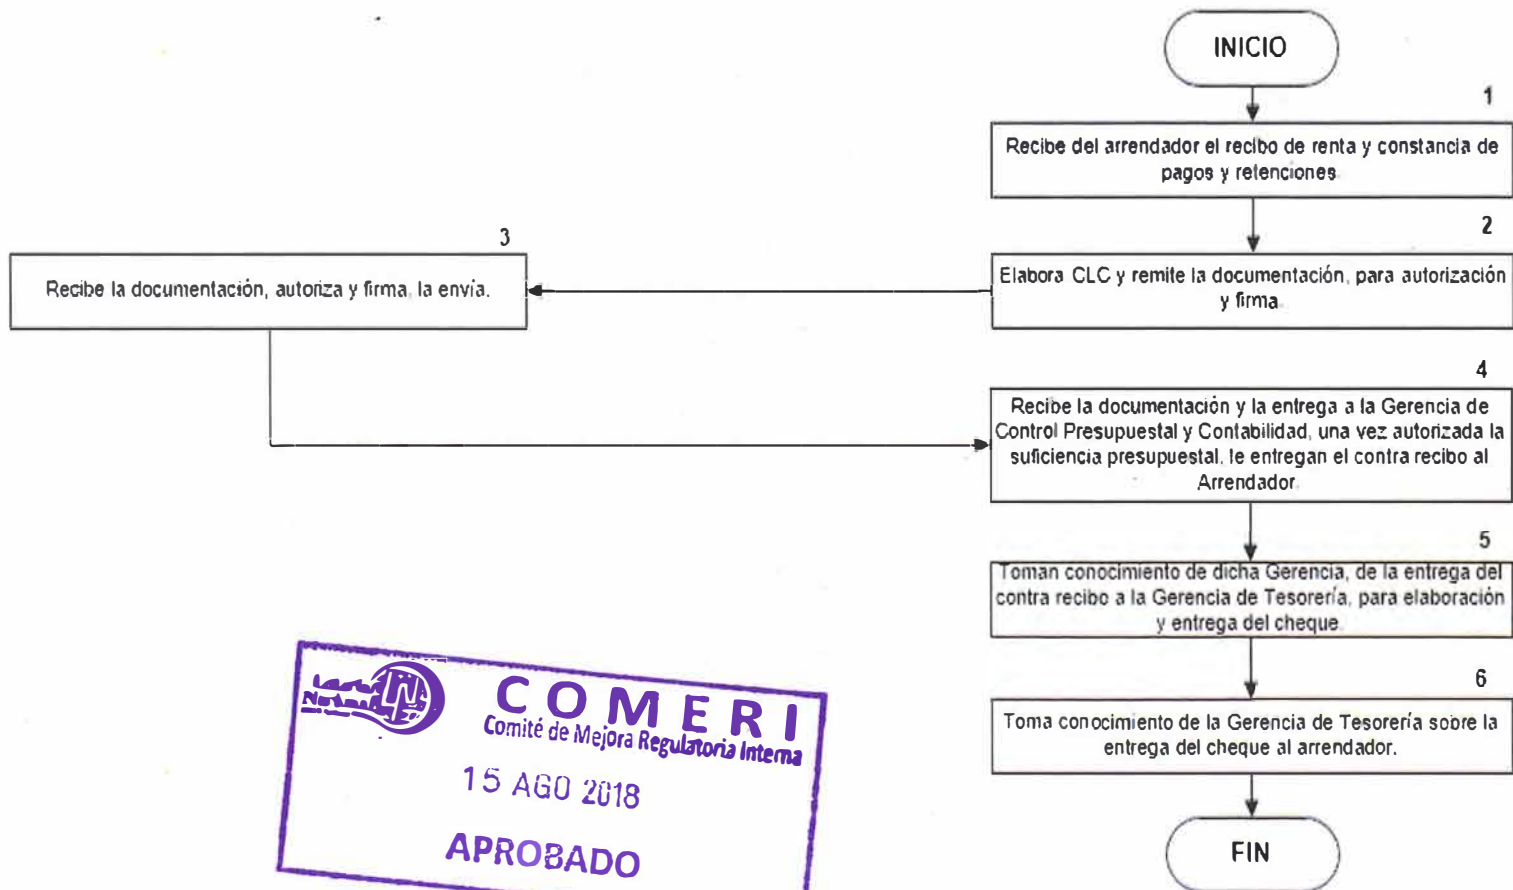 INICIO
1
Recibe del arrendador el recibo de renta y constancia de
pagos y retenciones.
2
Elabora CLC y remite la documentación, para autorización
y firma.
3
Recibe la documentación, autoriza y firma, la envía.
4
Recibe la documentación y la entrega a la Gerencia de
Control Presupuestal y Contabilidad, una vez autorizada la
suficiencia presupuestal, le entregan el contra recibo al
Arrendador.
5
Toman conocimiento de dicha Gerencia, de la entrega del
contra recibo a la Gerencia de Tesorería, para elaboración
y entrega del cheque.
6
Toma conocimiento de la Gerencia de Tesorería sobre la
entrega del cheque al arrendador.
FIN
COMERI
Comité de Mejora Regulatoria Interna
15 AGO 2018
APROBADO